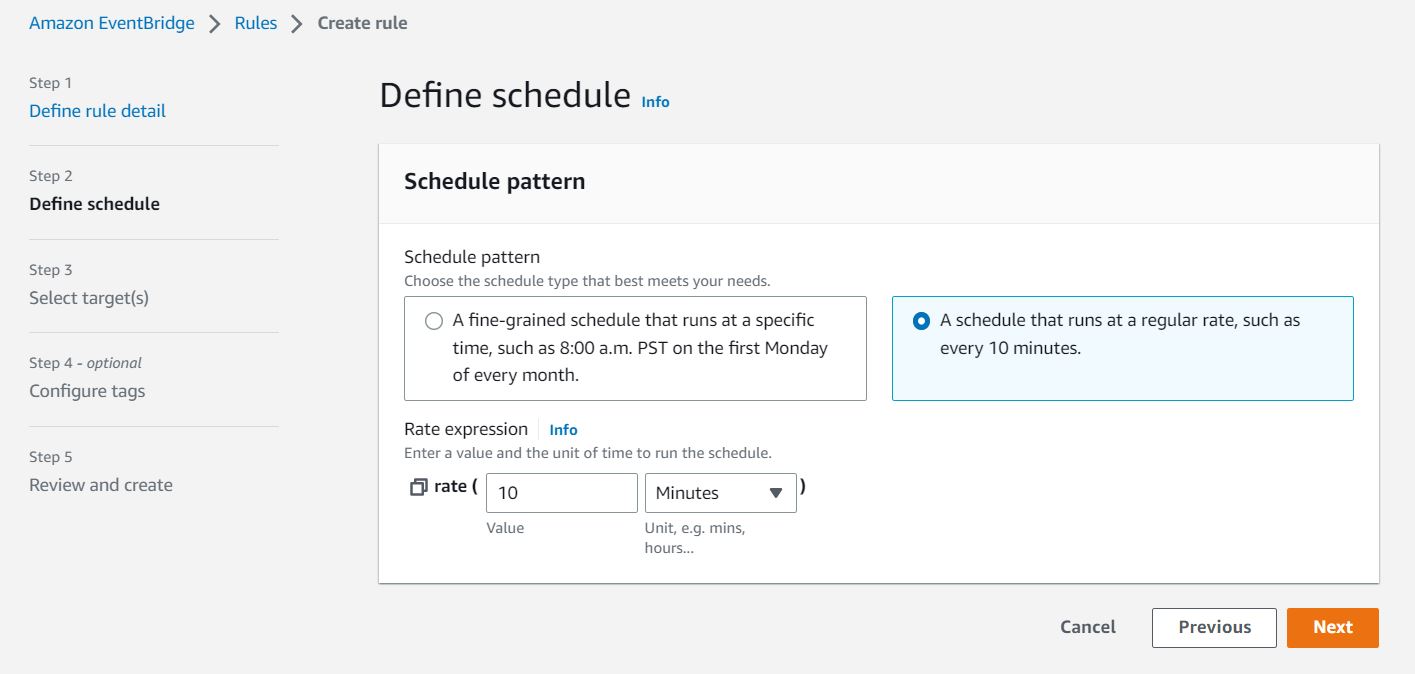 Amazon EventBridge > Rules > Create rule
Step 1
Define rule detail
Step 2
Define schedule
Step 3
Select target(s)
Step 4 - optional
Configure tags
Step 5
Review and create
Define schedule Info
Schedule pattern
Schedule pattern
Choose the schedule type that best meets your needs.
A fine-grained schedule that runs at a specific
time, such as 8:00 a.m. PST on the first Monday
of every month.
A schedule that runs at a regular rate, such as
every 10 minutes.
Rate expression Info
Enter a value and the unit of time to run the schedule.
rate ( 10 Minutes )
Value
Unit, e.g. mins,
hours...
Cancel Previous Next